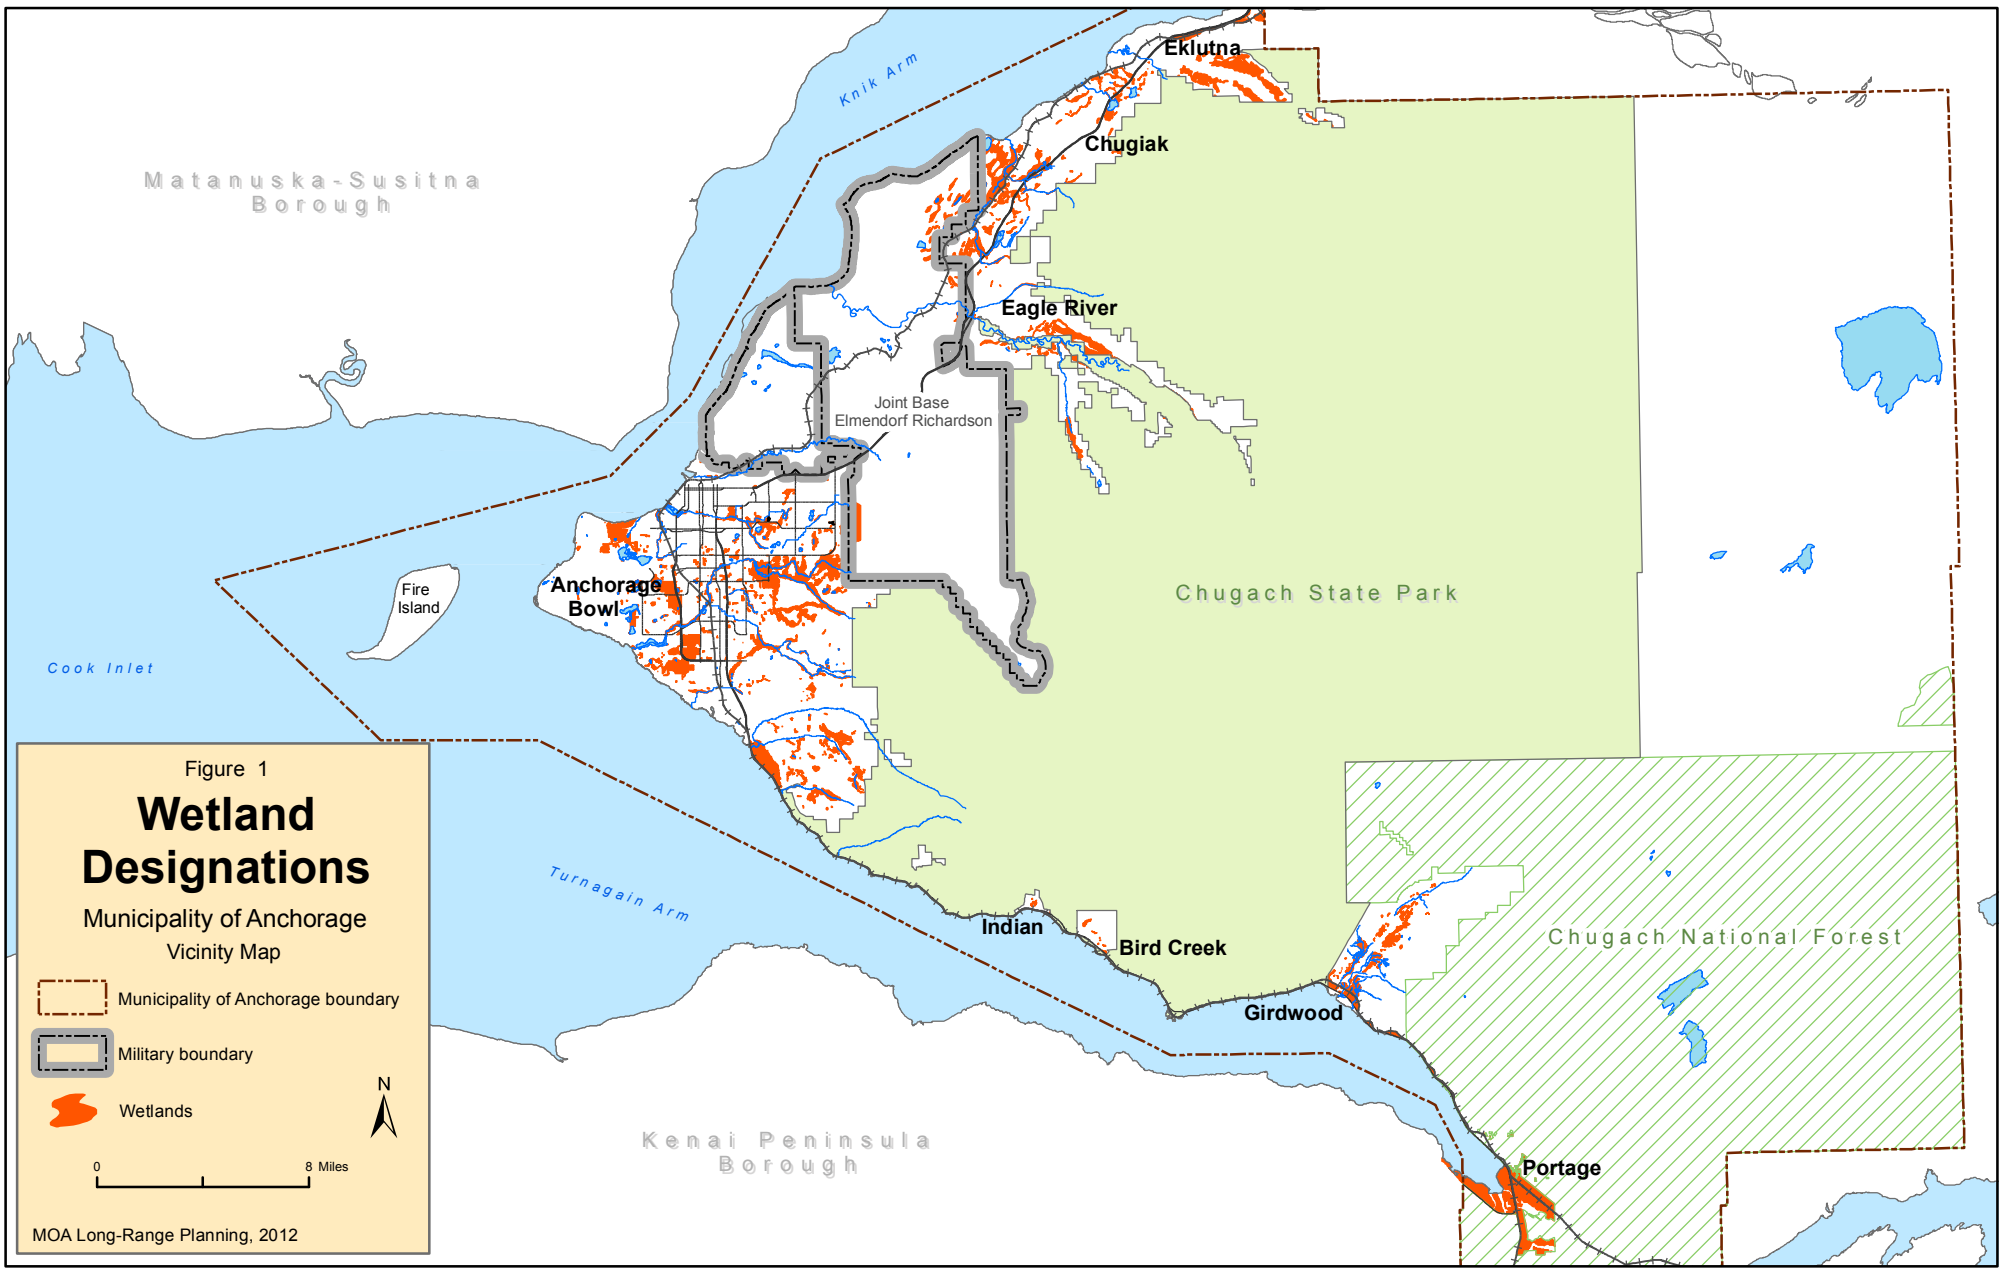 Eklutna
Knik Arm
Chugiak
Matanuska-Susitna
Borough
Eagle River
Joint Base
Elmendorf Richardson
Anchorage
Bowl
Fire
Island
Chugach State Park
Cook Inlet
Figure 1
Wetland
Designations
Municipality of Anchorage
Vicinity Map
Municipality of Anchorage boundary
Military boundary
Wetlands
N
0 8 Miles
MOA Long-Range Planning, 2012
Turnagain Arm
Indian
Bird Creek
Chugach National Forest
Girdwood
Kenai Peninsula
Borough
Portage